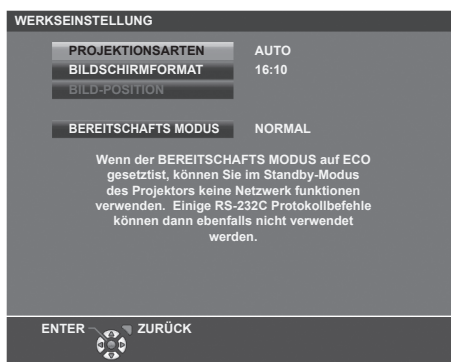 WERKSEINSTELLUNG
PROJEKTIONSARTEN AUTO
BILDSCHIRMFORMAT 16:10
BILD-POSITION
BEREITSCHAFTS MODUS NORMAL
Wenn der BEREITSCHAFTS MODUS auf ECO
gesetztist, können Sie im Standby-Modus
des Projektors keine Netzwerk funktionen
verwenden. Einige RS-232C Protokollbefehle
können dann ebenfalls nicht verwendet
werden.
ENTER ZURÜCK